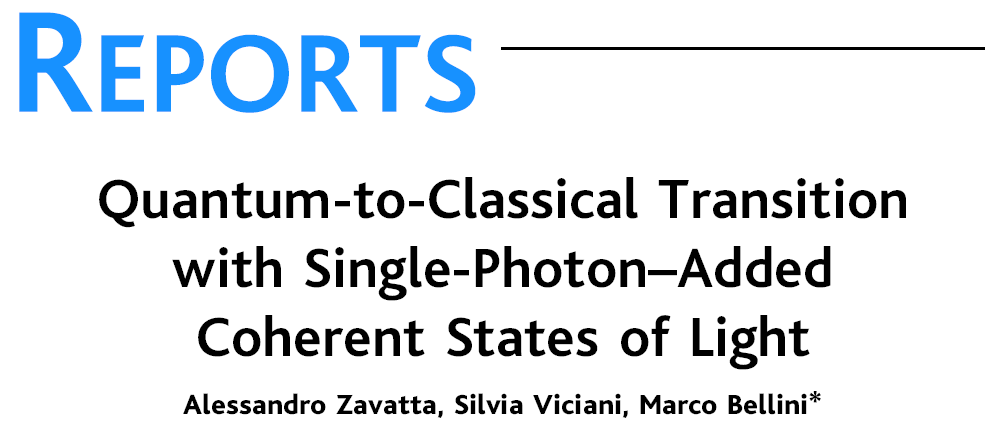 REPORTS
Quantum-to-Classical Transition
with Single-Photon–Added
Coherent States of Light
Alessandro Zavatta, Silvia Viciani, Marco Bellini*